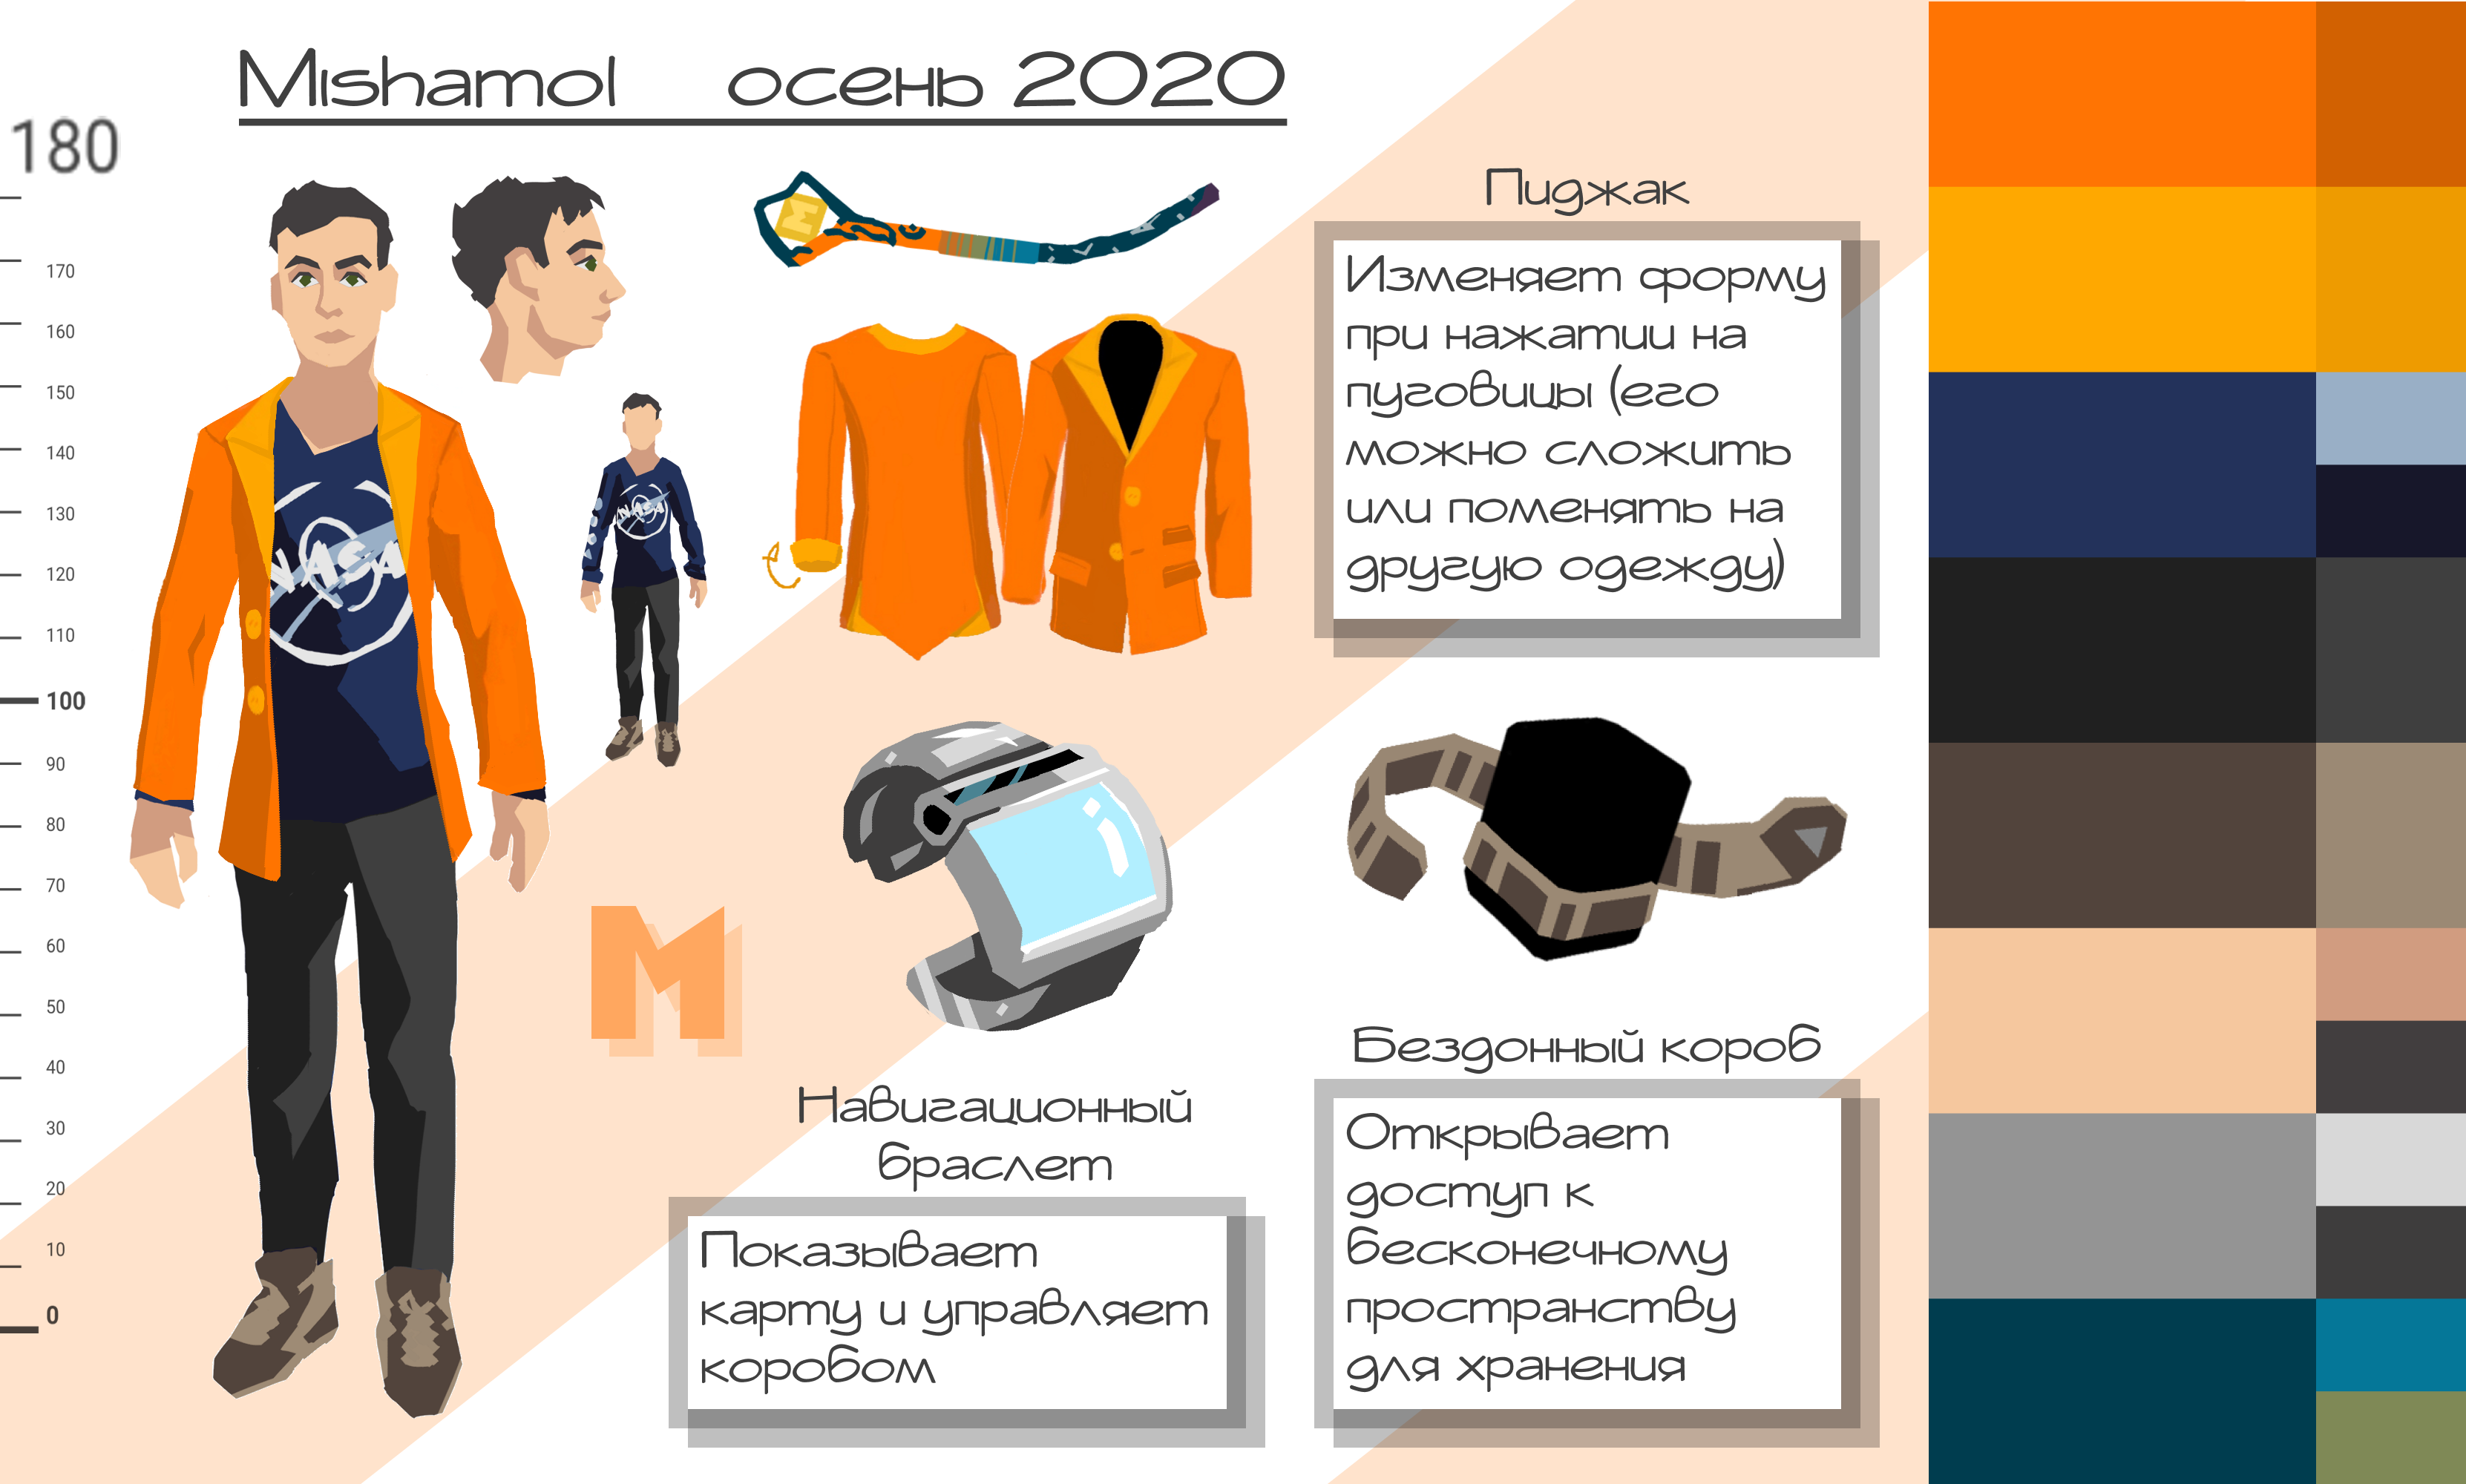 Mishamol осень 2020
180
170
160
150
140
130
120
110
100
90
80
70
60
50
40
30
20
10
0
NASA
NASA
M
M
Пиджак
Изменяет форму
при нажатии на
пуговицы (его
можно сложить
или поменять на
другую одежду)
Навигационный
браслет
Показывает
карту и управляет
коробом
Бездонный короб
Открывает
доступ к
бесконечному
пространству
для хранения